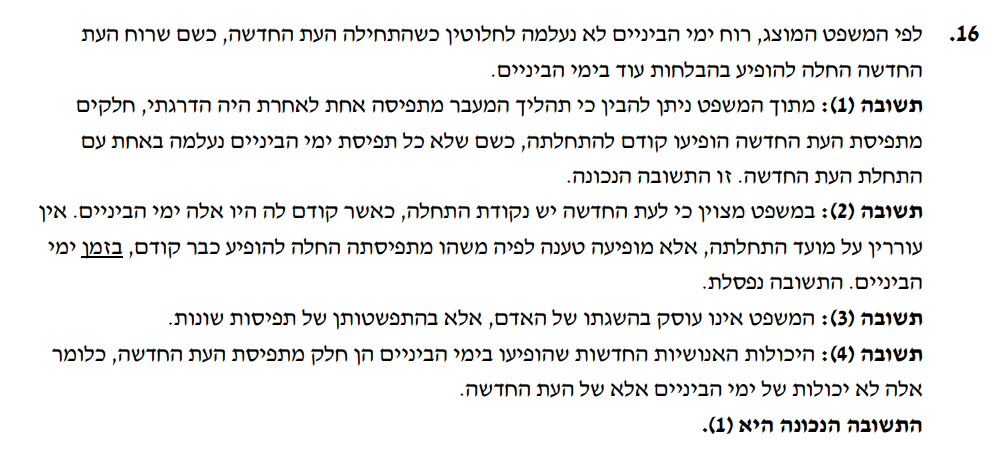 16. לפי המשפט המוצג, רוח ימי הביניים לא נעלמה לחלוטין כשהתחילה העת החדשה, כשם שרוח העת
החדשה החלה להופיע בהבלחות עוד בימי הביניים.
תשובה (1): מתוך המשפט ניתן להבין כי תהליך המעבר מתפיסה אחת לאחרת היה הדרגתי, חלקים
מתפיסת העת החדשה הופיעו קודם להתחלתה, כשם שלא כל תפיסת ימי הביניים נעלמה באחת עם
התחלת העת החדשה. זו התשובה הנכונה.
תשובה (2): במשפט מצוין כי לעת החדשה יש נקודת התחלה, כאשר קודם לה היו אלה ימי הביניים. אין
עוררין על מועד התחלתה, אלא מופיעה טענה לפיה משהו מתפיסתה החלה להופיע כבר קודם, בזמן ימי
הביניים. התשובה נפסלת.
תשובה (3): המשפט אינו עוסק בהשגתו של האדם, אלא בהתפשטותן של תפיסות שונות.
תשובה (4): היכולות האנושיות החדשות שהופיעו בימי הביניים הן חלק מתפיסת העת החדשה, כלומר
אלה לא יכולות של ימי הביניים אלא של העת החדשה.
התשובה הנכונה היא (1).